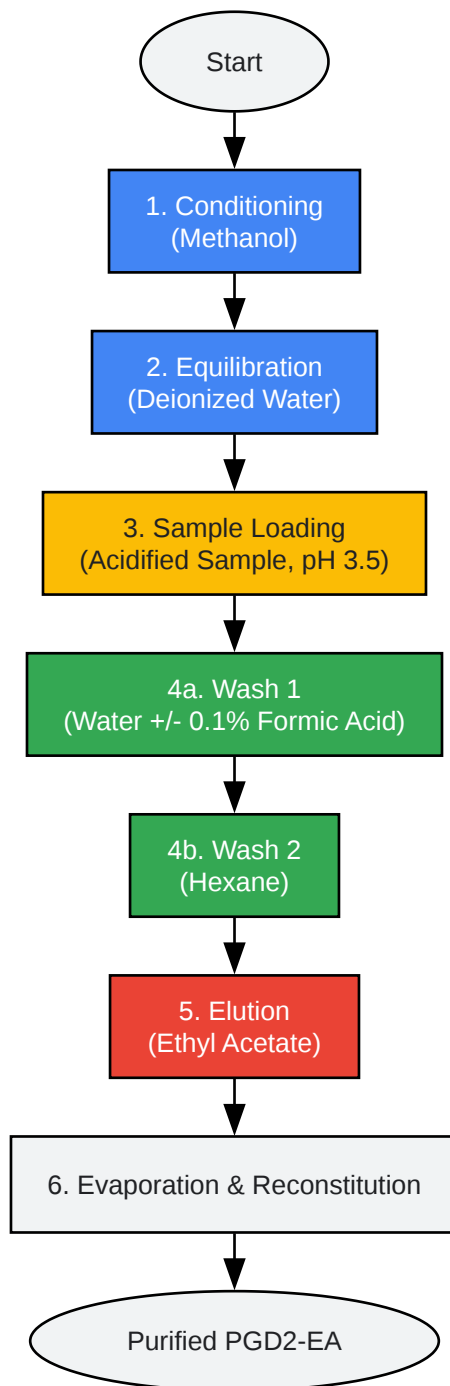 Start
1. Conditioning
(Methanol)
2. Equilibration
(Deionized Water)
3. Sample Loading
(Acidified Sample, pH 3.5)
4a. Wash 1
(Water +/- 0.1% Formic Acid)
4b. Wash 2
(Hexane)
5. Elution
(Ethyl Acetate)
6. Evaporation & Reconstitution
Purified PGD2-EA